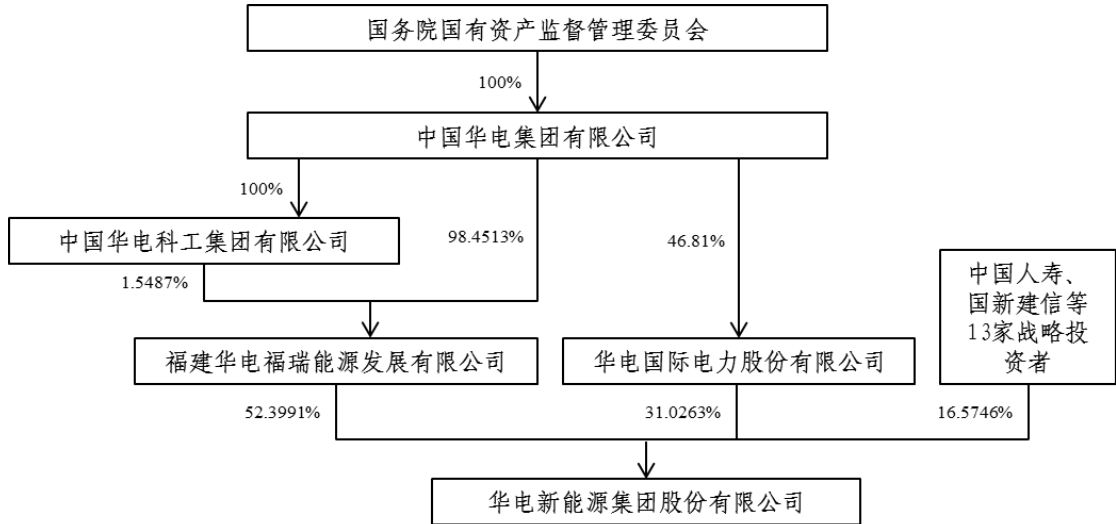 国务院国有资产监督管理委员会
100%
中国华电集团有限公司
100%
98.4513%
46.81%
中国华电科工集团有限公司
1.5487%
中国人寿、
国新建信等
13家战略投
资者
福建华电福瑞能源发展有限公司
华电国际电力股份有限公司
52.3991%
31.0263%
16.5746%
华电新能源集团股份有限公司